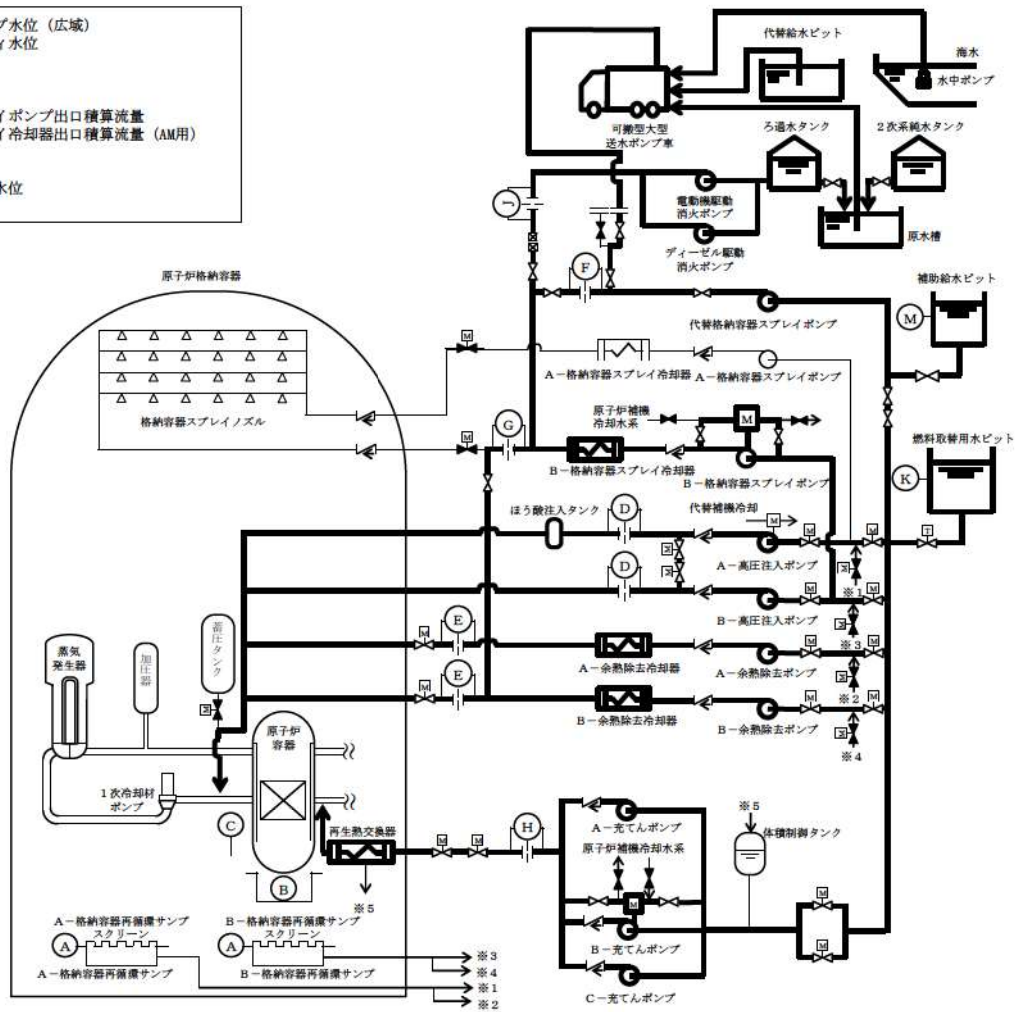 プ水位（広域）
ィ水位
イポンプ出口積算流量
イ冷却器出口積算流量（AM用）
水位
代替給水ピット
海水
水中ポンプ
可搬型大型
送水ポンプ車
ろ過水タンク
2次系純水タンク
電動機駆動
消火ポンプ
原水槽
ディーゼル駆動
消火ポンプ
J
F
原子炉格納容器
補助給水ピット
M
代替格納容器スプレイポンプ
M
A－格納容器スプレイ冷却器
A－格納容器スプレイポンプ
格納容器スプレイノズル
原子炉補機
冷却水系
M
G
M
燃料取替用水ピット
B－格納容器スプレイ冷却器
B－格納容器スプレイポンプ
K
ほう酸注入タンク
D
代替補機冷却
M
M
M
T
A－高圧注入ポンプ
M
M
M
※1
D
M
M
B－高圧注入ポンプ
M
※3
蒸気
発生器
加圧器
蓄圧タンク
M
E
A－余熱除去冷却器
A－余熱除去ポンプ
M
M
M
※2
M
E
B－余熱除去冷却器
B－余熱除去ポンプ
M
M
M
※4
M
原子炉
容器
1次冷却材
ポンプ
C
B
再生熱交換器
※5
M
M
H
A－充てんポンプ
原子炉補機冷却水系
M
B－充てんポンプ
C－充てんポンプ
※5
体積制御タンク
M
M
A－格納容器再循環サンプ
スクリーン
A
A－格納容器再循環サンプ
B－格納容器再循環サンプ
スクリーン
A
B－格納容器再循環サンプ
※3
※4
※1
※2